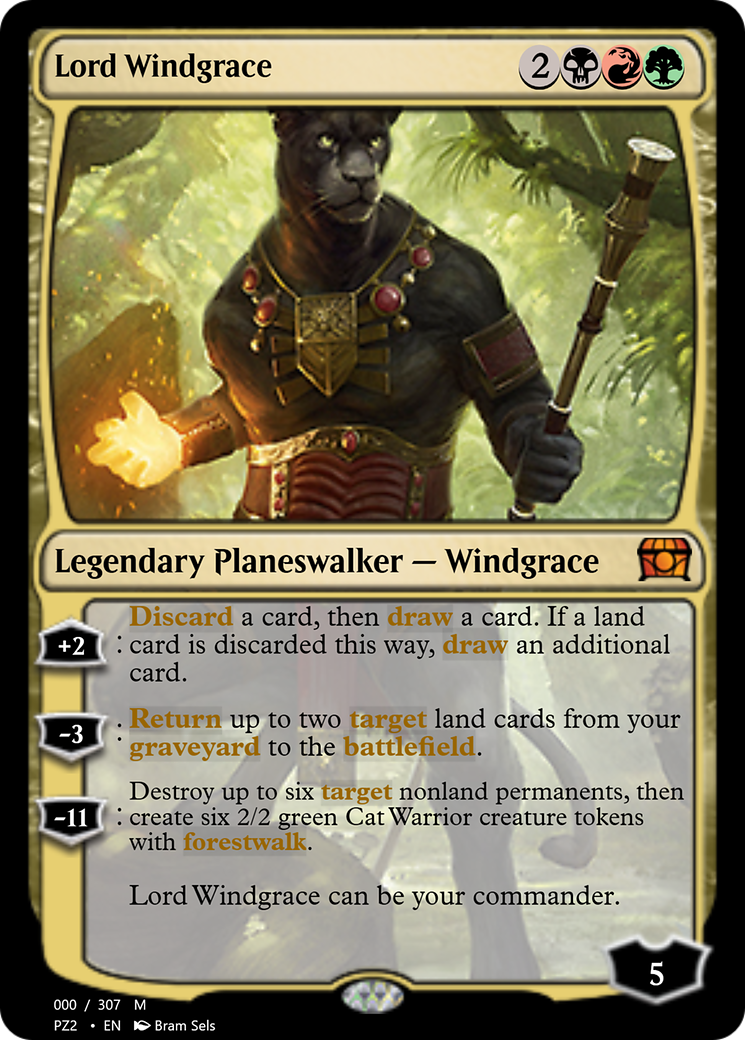 Lord Windgrace
2
Legendary Planeswalker — Windgrace
Discard a card, then draw a card. If a land
+2 : card is discarded this way, draw an additional
card.
–3 : Return up to two target land cards from your
graveyard to the battlefield.
Destroy up to six target nonland permanents, then
–11 : create six 2/2 green Cat Warrior creature tokens
with forestwalk.
Lord Windgrace can be your commander.
5
000 / 307 M
PZ2 • EN Bram Sels